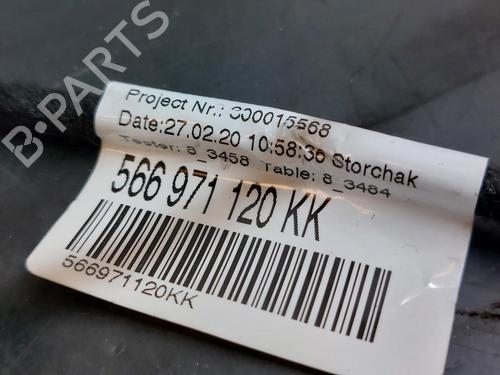 B-PARTS
Project Nr.: 300015568
Date:27.02.20 10:58:36 Storchak
Tester: 8_3458 Table: 8_3484
566 971 120 KK
566971120KK